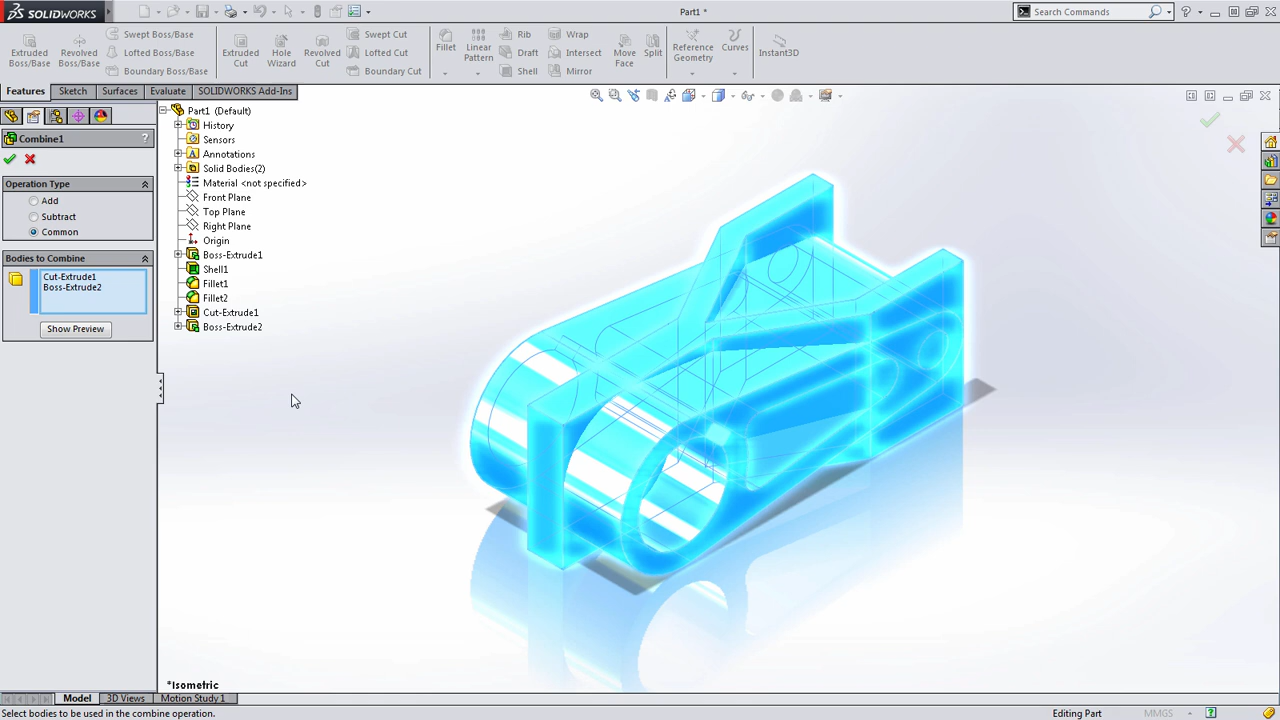 SOLIDWORKS
Part1 *
Search Commands
Extruded Boss/Base
Revolved Boss/Base
Swept Boss/Base
Lofted Boss/Base
Boundary Boss/Base
Extruded Cut
Hole Wizard
Revolved Cut
Swept Cut
Lofted Cut
Boundary Cut
Fillet
Linear Pattern
Rib
Draft
Shell
Wrap
Intersect
Mirror
Move Face
Split
Reference Geometry
Curves
Instant3D
Features
Sketch
Surfaces
Evaluate
SOLIDWORKS Add-Ins
Combine1
?
Operation Type
Add
Subtract
Common
Bodies to Combine
Cut-Extrude1
Boss-Extrude2
Show Preview
Part1 (Default)
History
Sensors
Annotations
Solid Bodies(2)
Material <not specified>
Front Plane
Top Plane
Right Plane
Origin
Boss-Extrude1
Shell1
Fillet1
Fillet2
Cut-Extrude1
Boss-Extrude2
*Isometric
Model
3D Views
Motion Study 1
Select bodies to be used in the combine operation.
Editing Part
MMGS